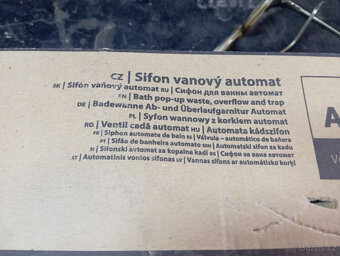 CZ | Sifon vanový automat
SK | Sifón vaňový automat RU | Сифон для ванны автомат
EN | Bath pop-up waste, overflow and trap
DE | Badewanne Ab- und Überlaufgarnitur Automat
PL | Syfon wannowy z korkiem automat
RO | Ventil cadă automat HU | Automata kádszifon
FR | Siphon automate de bain ES | Válvula - automático de bañera
PT | Sifão de banheira automático SMH | Automatski sifon za kadu
SI | Sifonski avtomat za kopalne kadi BG | Сифон за вана автомат
LT | Automatinis vonios sifonas LV | Vannas sifons ar automātisko korķi
A
V